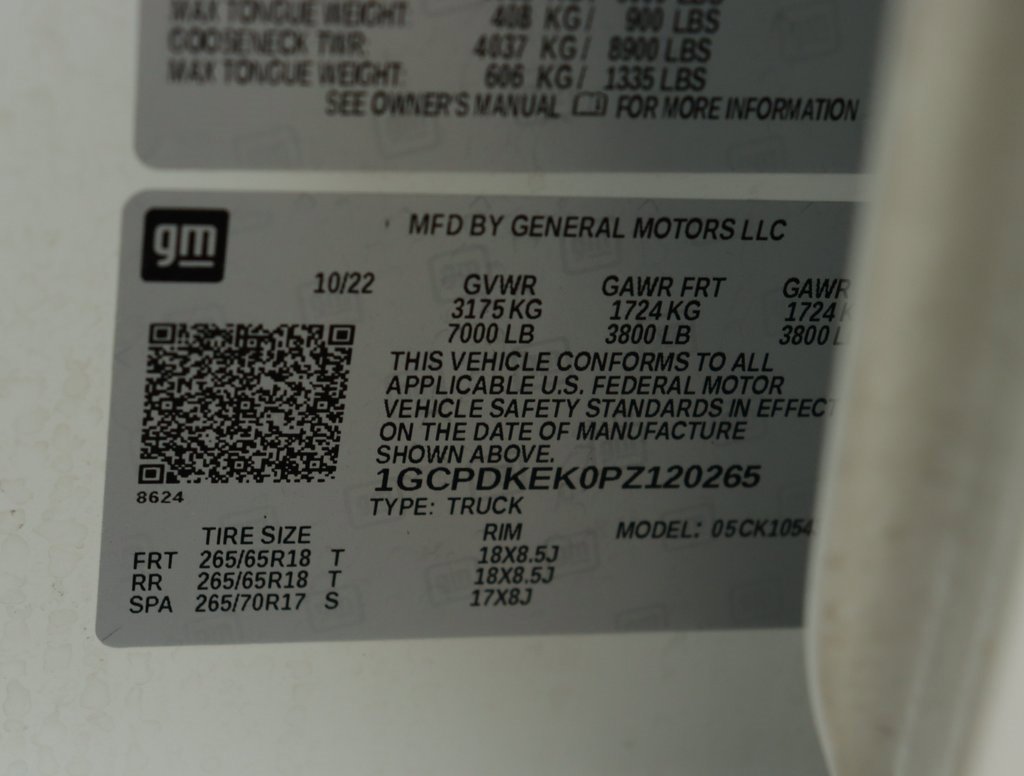 MAX TONGUE WEIGHT: 408 KG/ 900 LBS
GOOSENECK TWR: 4037 KG/ 8900 LBS
MAX TONGUE WEIGHT: 606 KG/ 1335 LBS
SEE OWNER'S MANUAL FOR MORE INFORMATION
gm
MFD BY GENERAL MOTORS LLC
10/22 GVWR GAWR FRT GAWR
3175 KG 1724 KG 1724 K
7000 LB 3800 LB 3800 L
THIS VEHICLE CONFORMS TO ALL
APPLICABLE U.S. FEDERAL MOTOR
VEHICLE SAFETY STANDARDS IN EFFECT
ON THE DATE OF MANUFACTURE
SHOWN ABOVE.
1GCPDKEK0PZ120265
8624
TYPE: TRUCK
TIRE SIZE RIM MODEL: 05CK1054
FRT 265/65R18 T 18X8.5J
RR 265/65R18 T 18X8.5J
SPA 265/70R17 S 17X8J